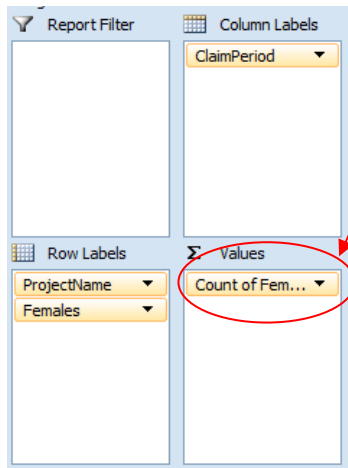 Report Filter
Column Labels
ClaimPeriod
Row Labels
Σ Values
ProjectName
Count of Fem...
Females